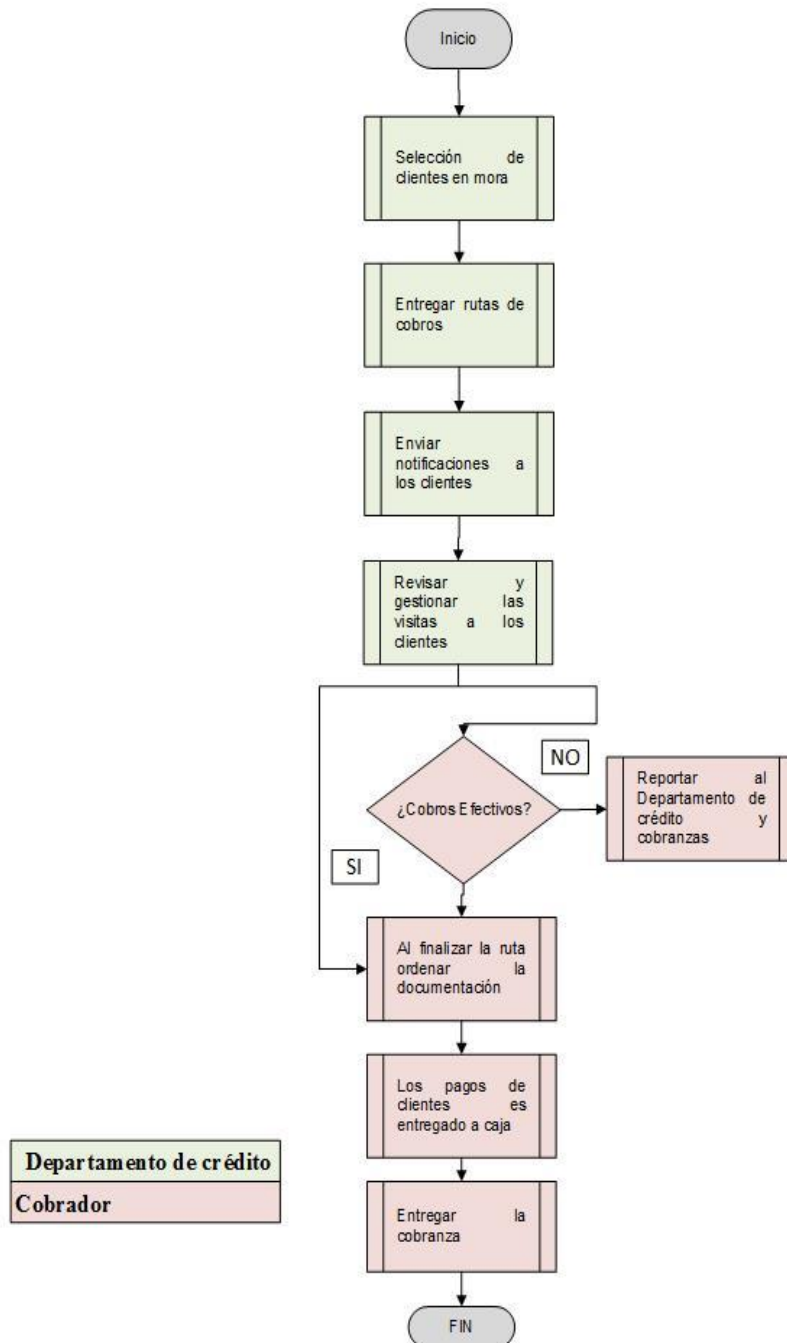 Inicio
Selección de
clientes en mora
Entregar rutas de
cobros
Enviar
notificaciones a
los clientes
Revisar y
gestionar las
visitas a los
clientes
NO
¿Cobros Efectivos?
Reportar al
Departamento de
crédito y
cobranzas
SI
Al finalizar la ruta
ordenar la
documentación
Los pagos de
clientes es
entregado a caja
Departamento de crédito
Cobrador
Entregar la
cobranza
FIN